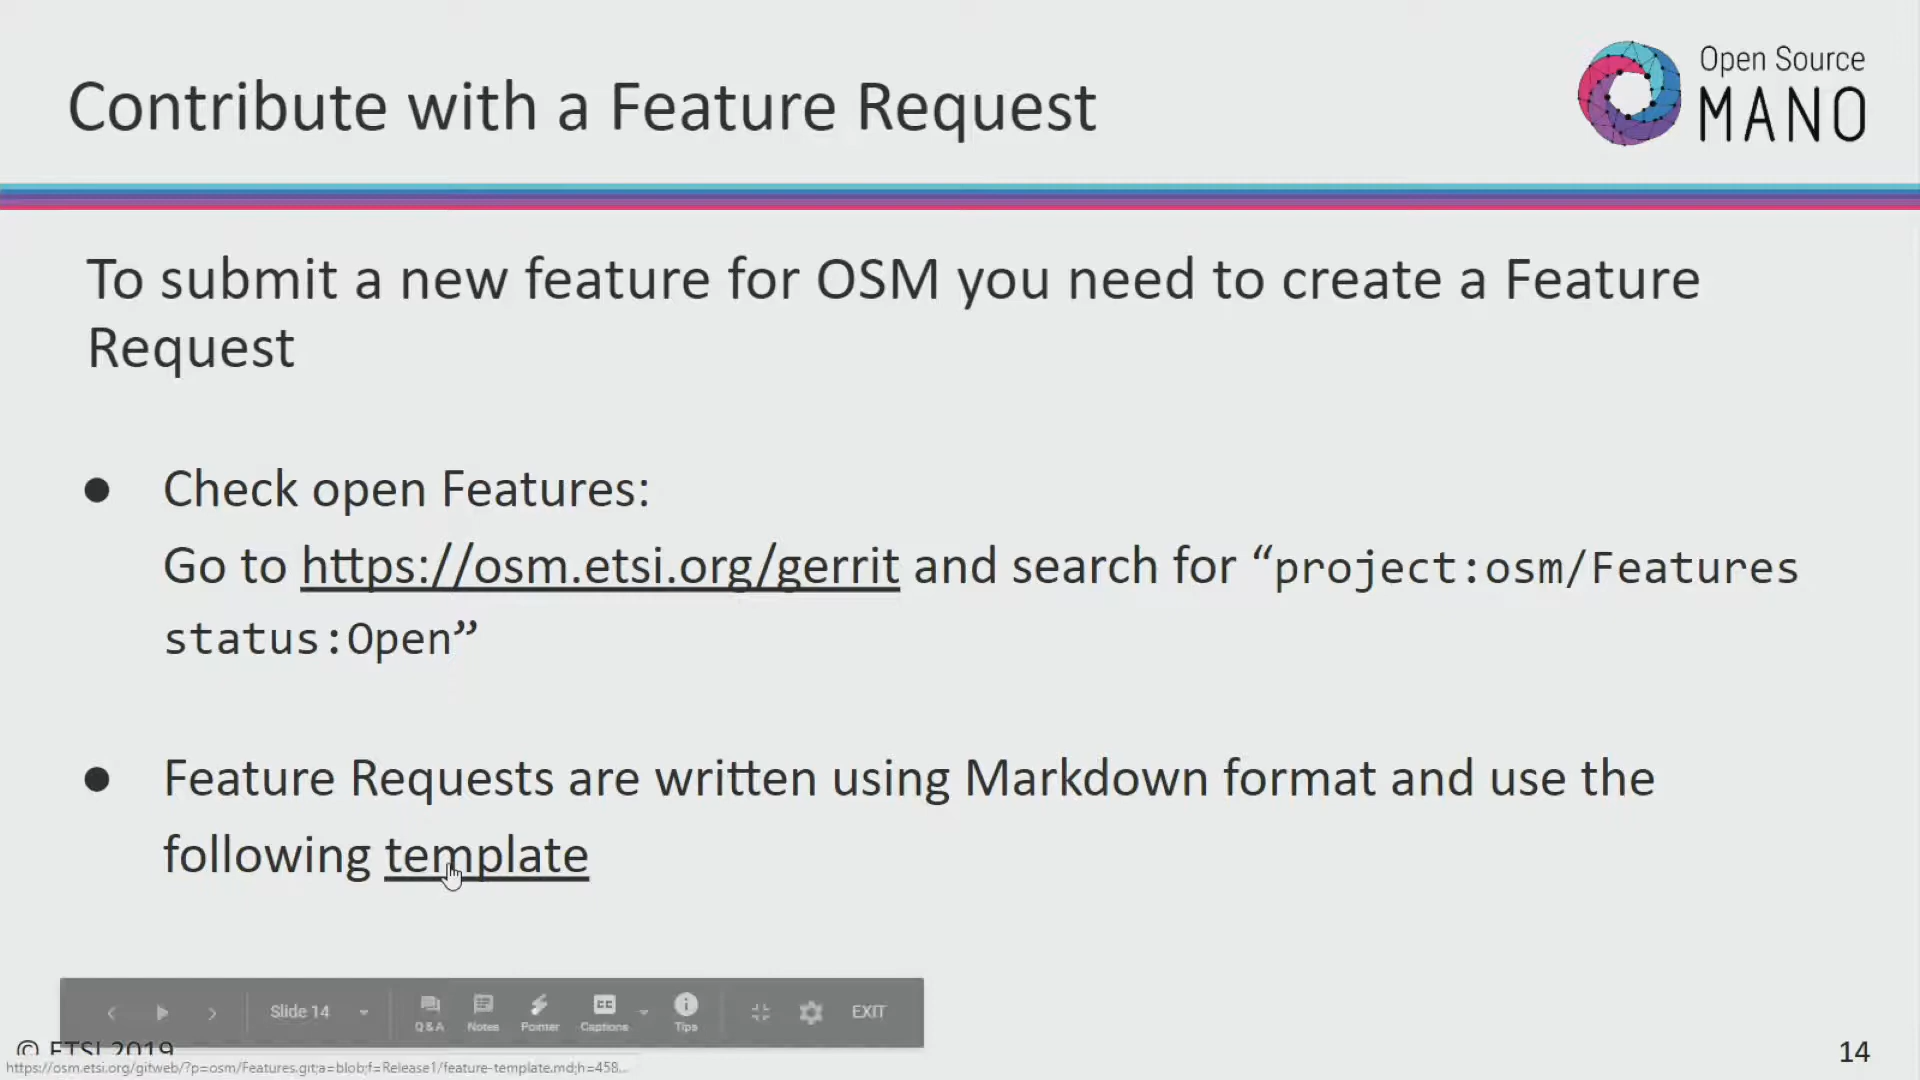 Contribute with a Feature Request
Open Source
MANO
To submit a new feature for OSM you need to create a Feature
Request
● Check open Features:
Go to https://osm.etsi.org/gerrit and search for “project:osm/Features
status:Open”
● Feature Requests are written using Markdown format and use the
following template
Slide 14
Q&A Notes Pointer Captions Tips EXIT
© ETSI 2019
14
https://osm.etsi.org/gitweb/?p=osm/Features.git;a=blob;f=Release1/feature-template.md;h=458...